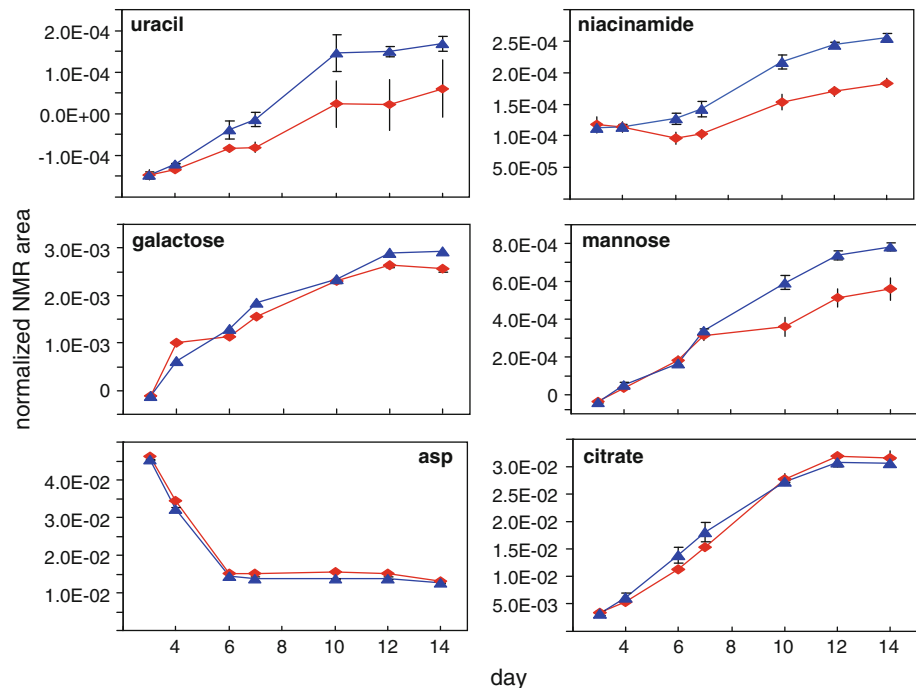 normalized NMR area
uracil
2.0E-04
1.0E-04
0.0E+00
-1.0E-04
niacinamide
2.5E-04
2.0E-04
1.5E-04
1.0E-04
5.0E-05
galactose
3.0E-03
2.0E-03
1.0E-03
0
mannose
8.0E-04
6.0E-04
4.0E-04
2.0E-04
0
asp
4.0E-02
3.0E-02
2.0E-02
1.0E-02
4 6 8 10 12 14
citrate
3.0E-02
2.5E-02
2.0E-02
1.5E-02
1.0E-02
5.0E-03
4 6 8 10 12 14
day